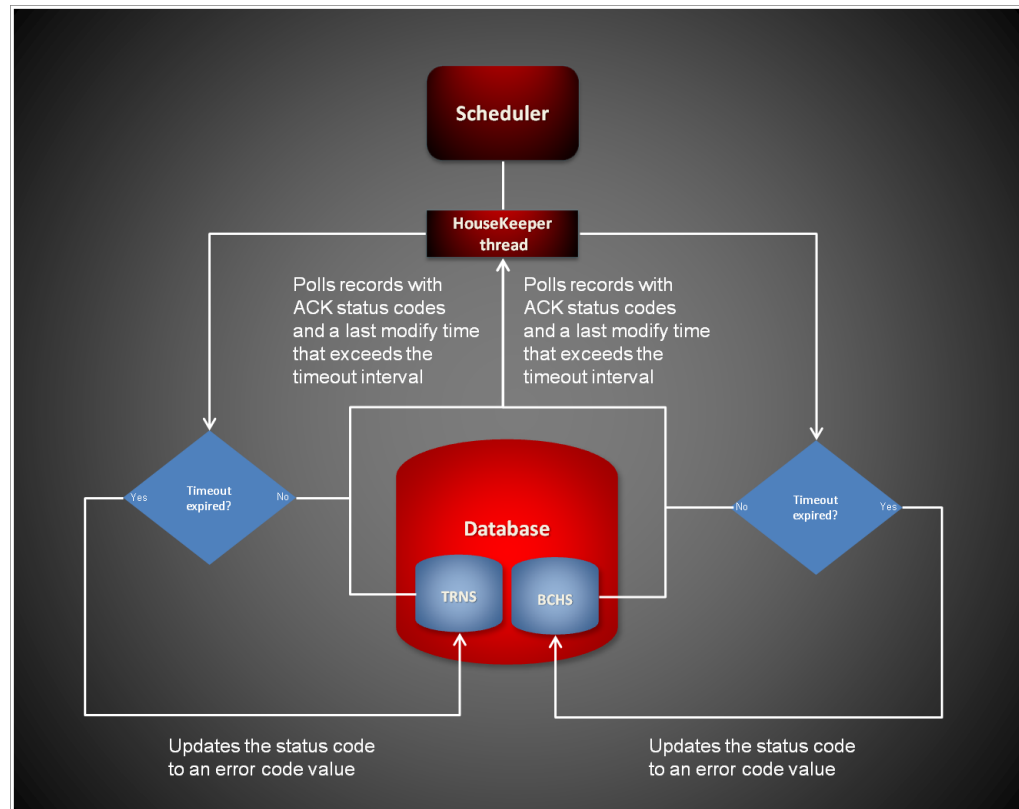 Scheduler
HouseKeeper
thread
Polls records with
ACK status codes
and a last modify time
that exceeds the
timeout interval
Polls records with
ACK status codes
and a last modify time
that exceeds the
timeout interval
Yes
Timeout
expired?
No
Database
No
Timeout
expired?
Yes
TRNS
BCHS
Updates the status code
to an error code value
Updates the status code
to an error code value